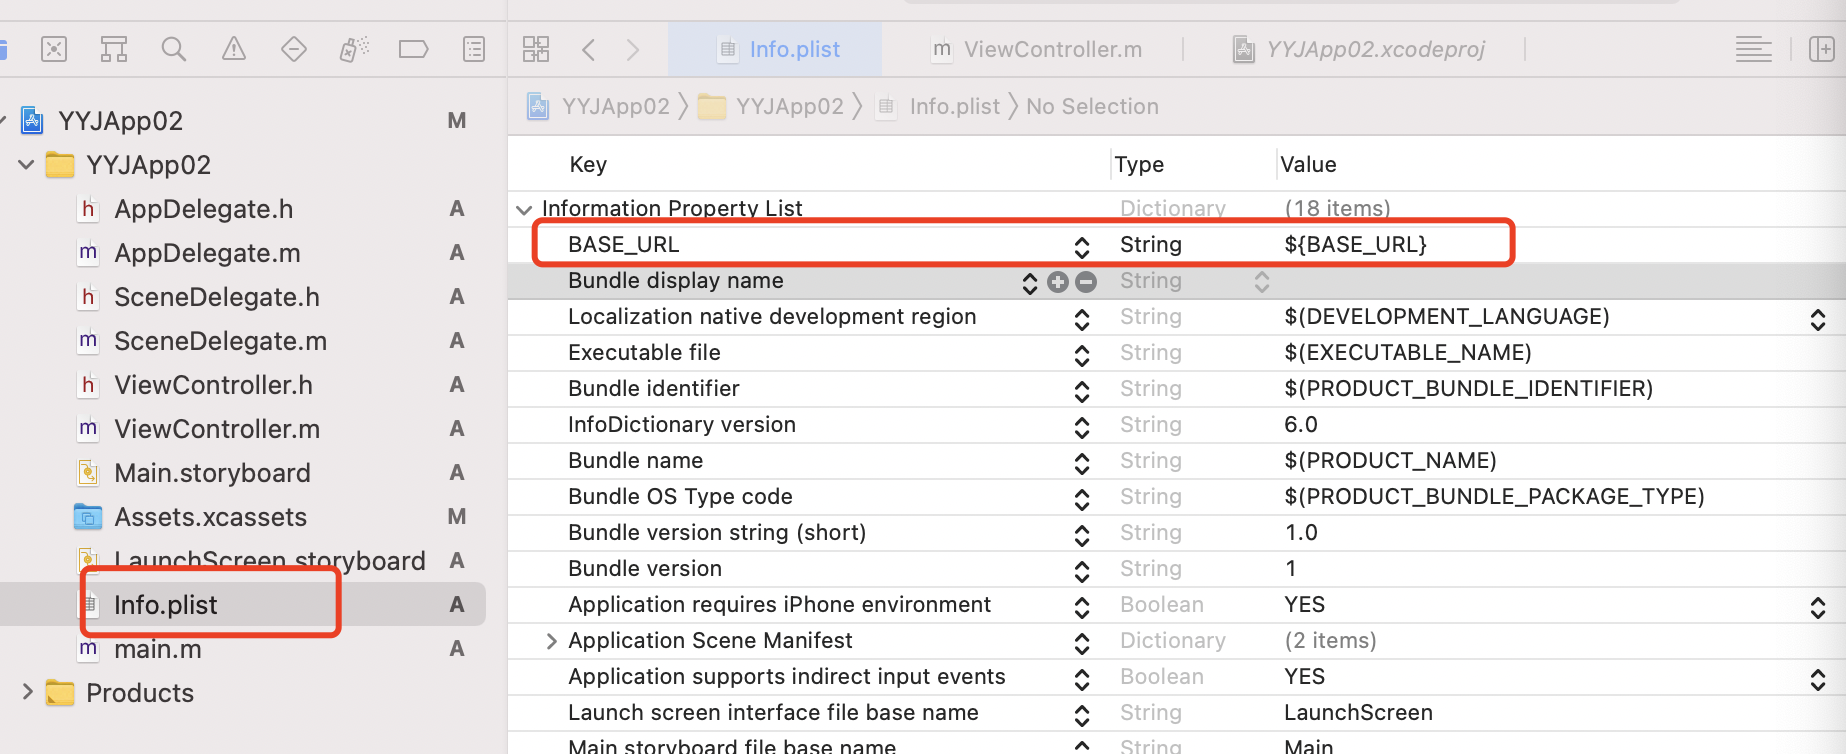 Info.plist
ViewController.m
YYJApp02.xcodeproj
YYJApp02
YYJApp02
Info.plist
No Selection
YYJApp02 M
YYJApp02
AppDelegate.h A
AppDelegate.m A
SceneDelegate.h A
SceneDelegate.m A
ViewController.h A
ViewController.m A
Main.storyboard A
Assets.xcassets M
LaunchScreen.storyboard A
Info.plist A
main.m A
Products
Key Type Value
Information Property List Dictionary (18 items)
BASE_URL String ${BASE_URL}
Bundle display name String
Localization native development region String $(DEVELOPMENT_LANGUAGE)
Executable file String $(EXECUTABLE_NAME)
Bundle identifier String $(PRODUCT_BUNDLE_IDENTIFIER)
InfoDictionary version String 6.0
Bundle name String $(PRODUCT_NAME)
Bundle OS Type code String $(PRODUCT_BUNDLE_PACKAGE_TYPE)
Bundle version string (short) String 1.0
Bundle version String 1
Application requires iPhone environment Boolean YES
Application Scene Manifest Dictionary (2 items)
Application supports indirect input events Boolean YES
Launch screen interface file base name String LaunchScreen
Main storyboard file base name String Main